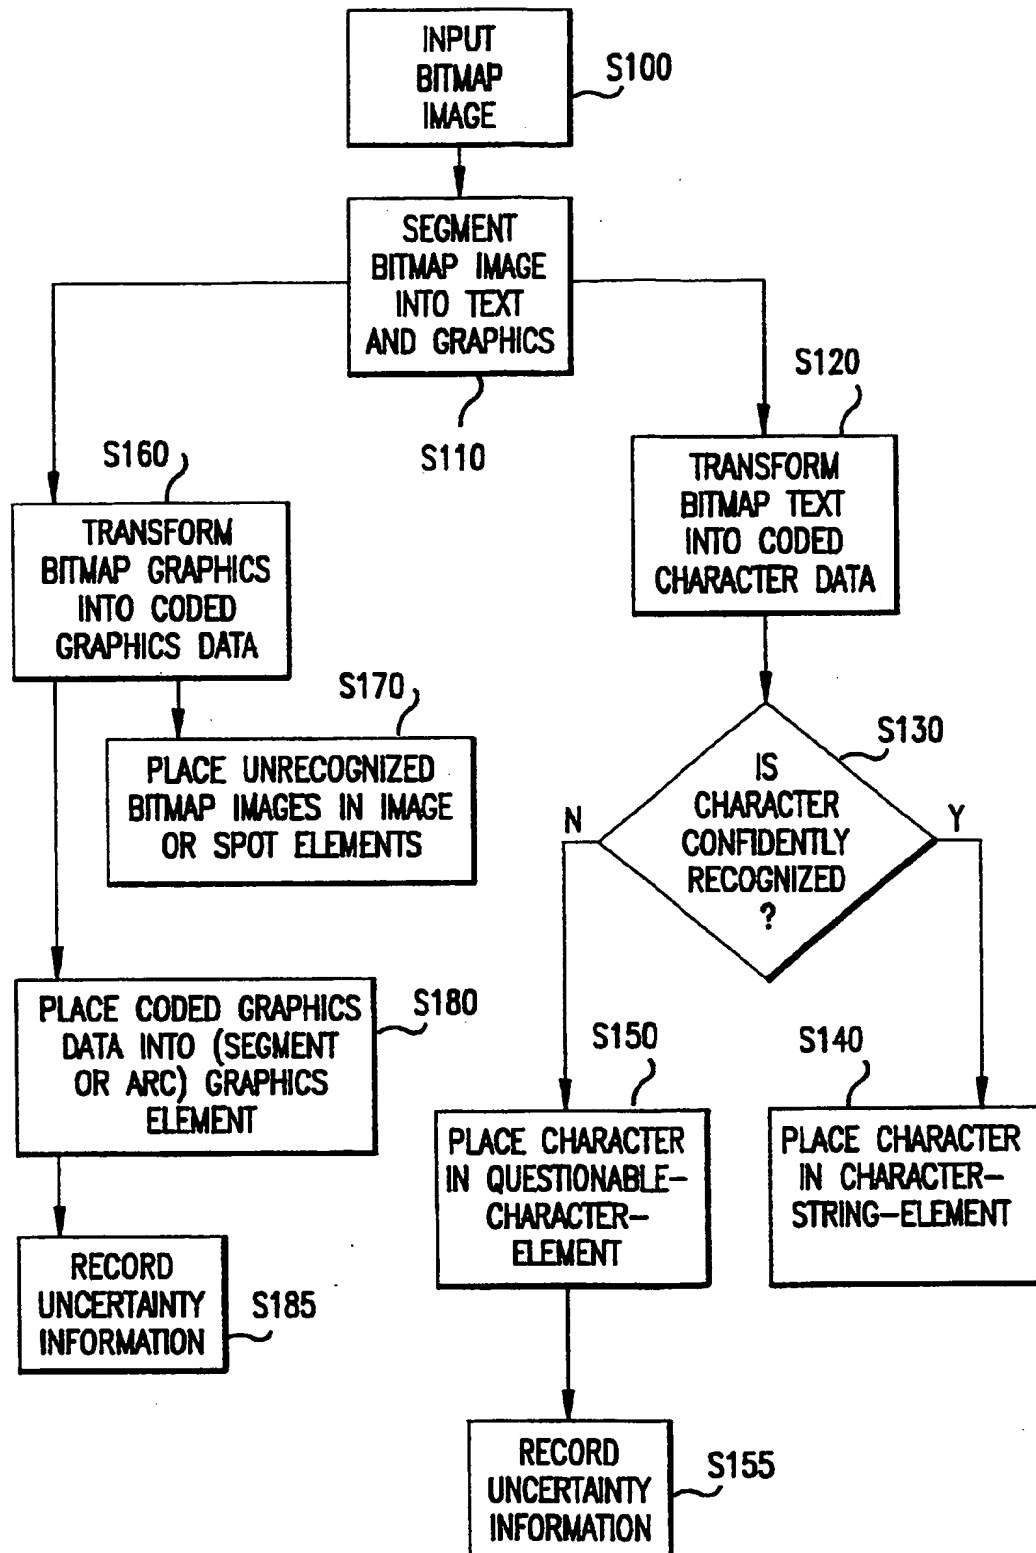 INPUT
BITMAP
IMAGE
S100
SEGMENT
BITMAP IMAGE
INTO TEXT
AND GRAPHICS
S110
S120
TRANSFORM
BITMAP TEXT
INTO CODED
CHARACTER DATA
S160
TRANSFORM
BITMAP GRAPHICS
INTO CODED
GRAPHICS DATA
S170
PLACE UNRECOGNIZED
BITMAP IMAGES IN IMAGE
OR SPOT ELEMENTS
S130
IS
CHARACTER
CONFIDENTLY
RECOGNIZED
?
N
Y
S180
PLACE CODED GRAPHICS
DATA INTO (SEGMENT
OR ARC) GRAPHICS
ELEMENT
S150
PLACE CHARACTER
IN QUESTIONABLE-
CHARACTER-
ELEMENT
S140
PLACE CHARACTER
IN CHARACTER-
STRING-ELEMENT
RECORD
UNCERTAINTY
INFORMATION
S185
RECORD
UNCERTAINTY
INFORMATION
S155